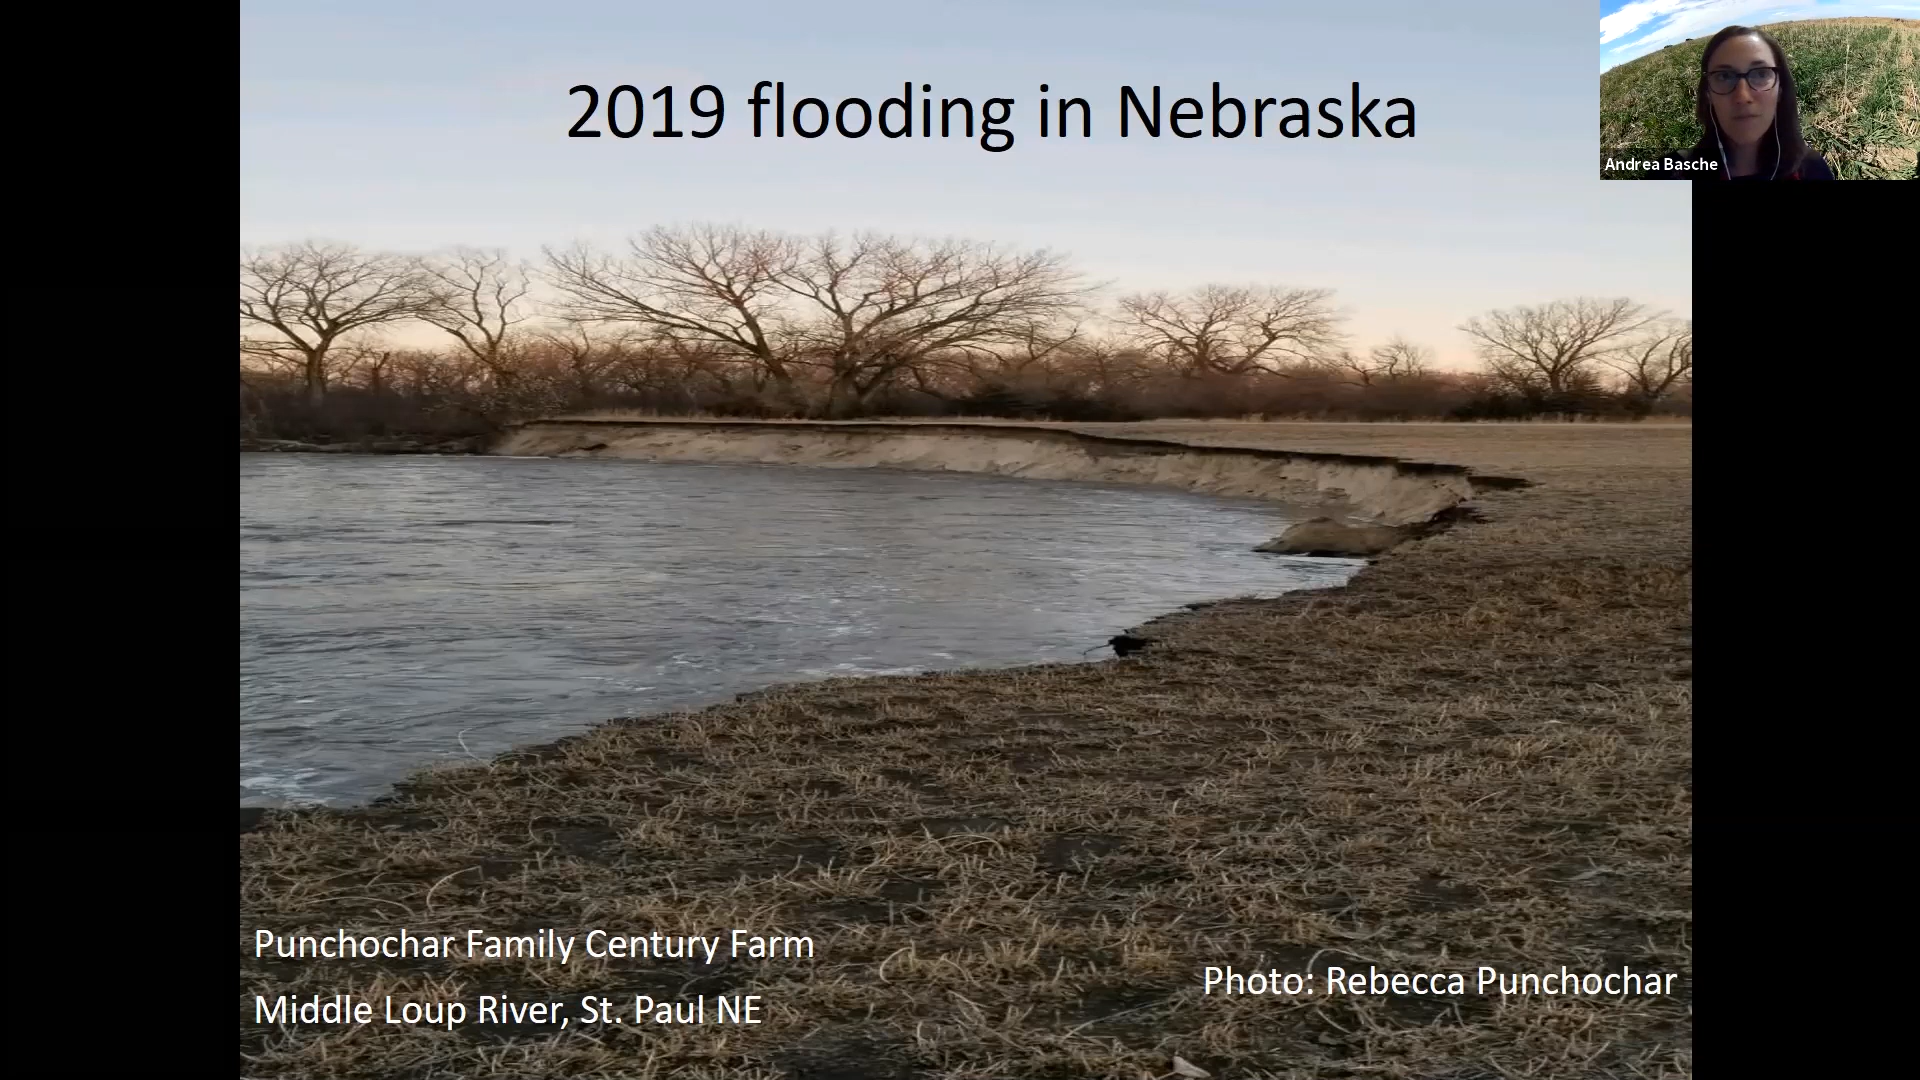 2019 flooding in Nebraska
Andrea Basche
Punchochar Family Century Farm
Middle Loup River, St. Paul NE
Photo: Rebecca Punchochar